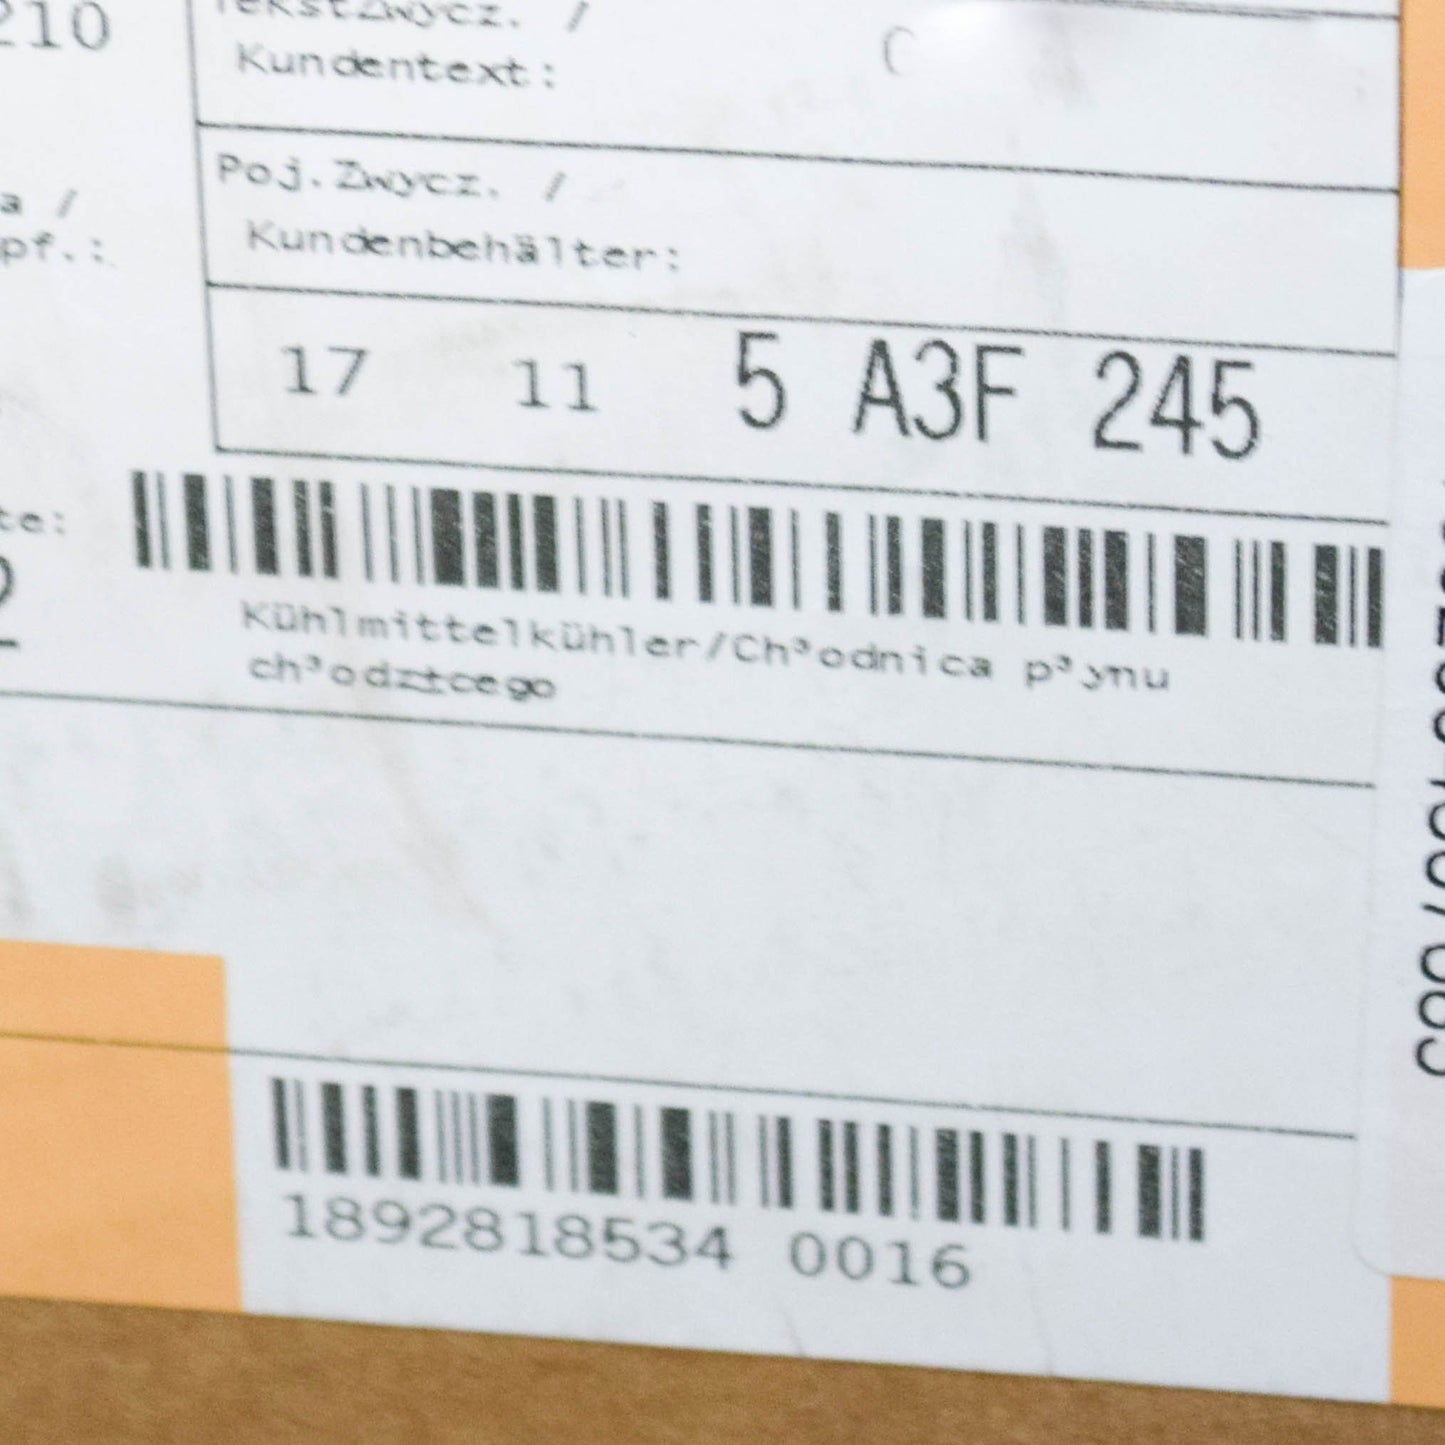 210
TekstZwycz. /
Kundentext:
Poj.Zwycz. /
a /
Kundenbehälter:
pf.:
17 11 5 A3F 245
te:
2
Kühlmittelkühler/Ch³odnica p³ynu
ch³odz±cego
1892818534 0016